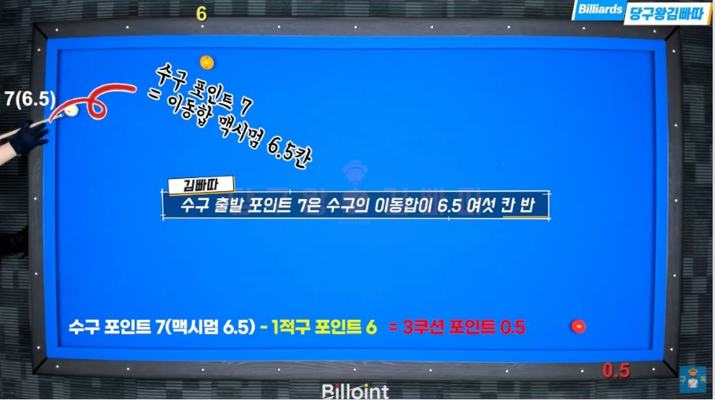 6
Billiards 당구왕김빠따
7(6.5)
수구 포인트 7
= 이동합 맥시멈 6.5칸
김빠따
수구 출발 포인트 7은 수구의 이동합이 6.5 여섯 칸 반
수구 포인트 7(맥시멈 6.5) - 1적구 포인트 6 = 3쿠션 포인트 0.5
0.5
Billoint